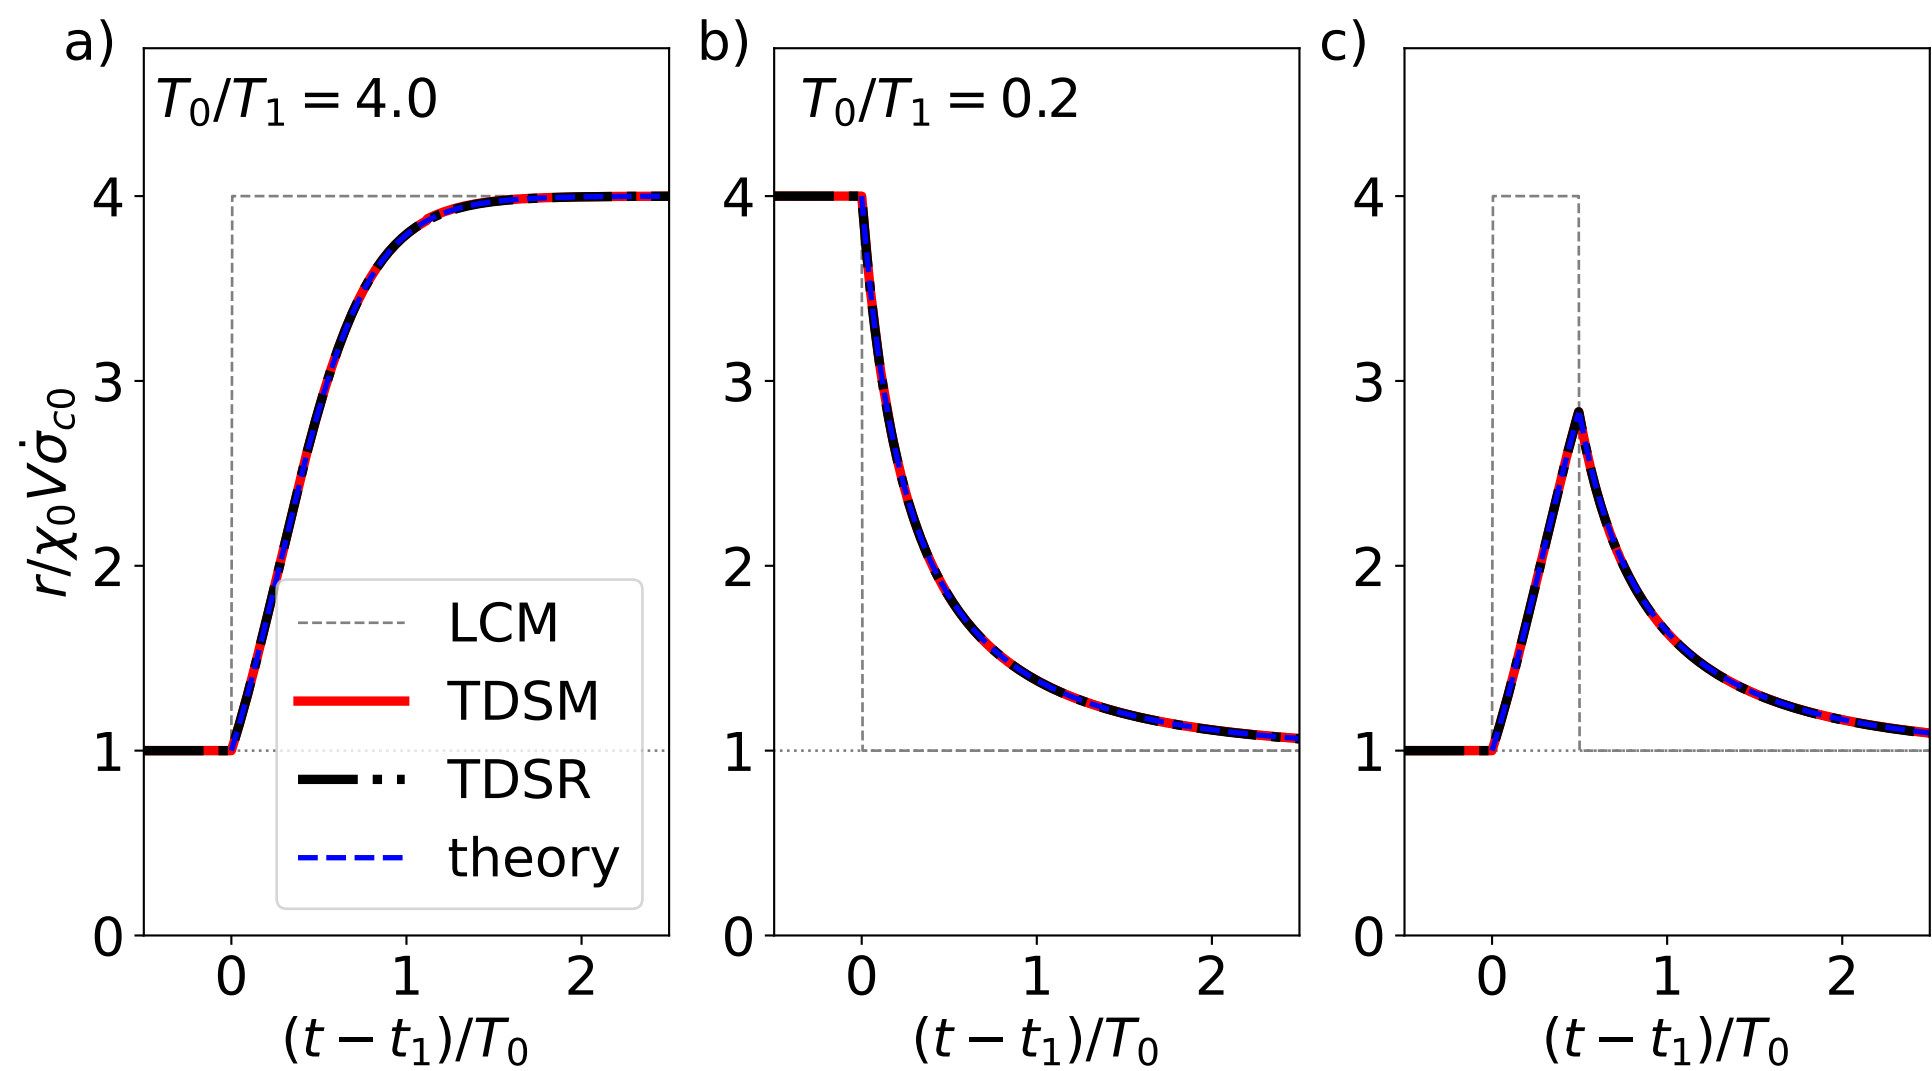 a)
T₀/T₁ = 4.0
r/χ₀Vσ̇_c0
4
3
2
1
0
LCM
TDSM
TDSR
theory
0 1 2
(t − t₁)/T₀
b)
T₀/T₁ = 0.2
4
3
2
1
0
0 1 2
(t − t₁)/T₀
c)
4
3
2
1
0
0 1 2
(t − t₁)/T₀